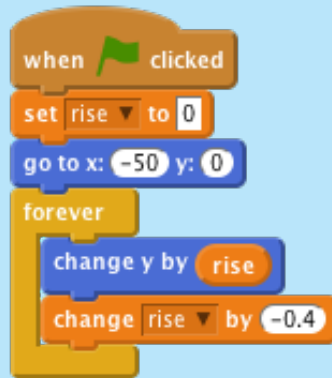 when clicked
set rise to 0
go to x: -50 y: 0
forever
change y by rise
change rise by -0.4